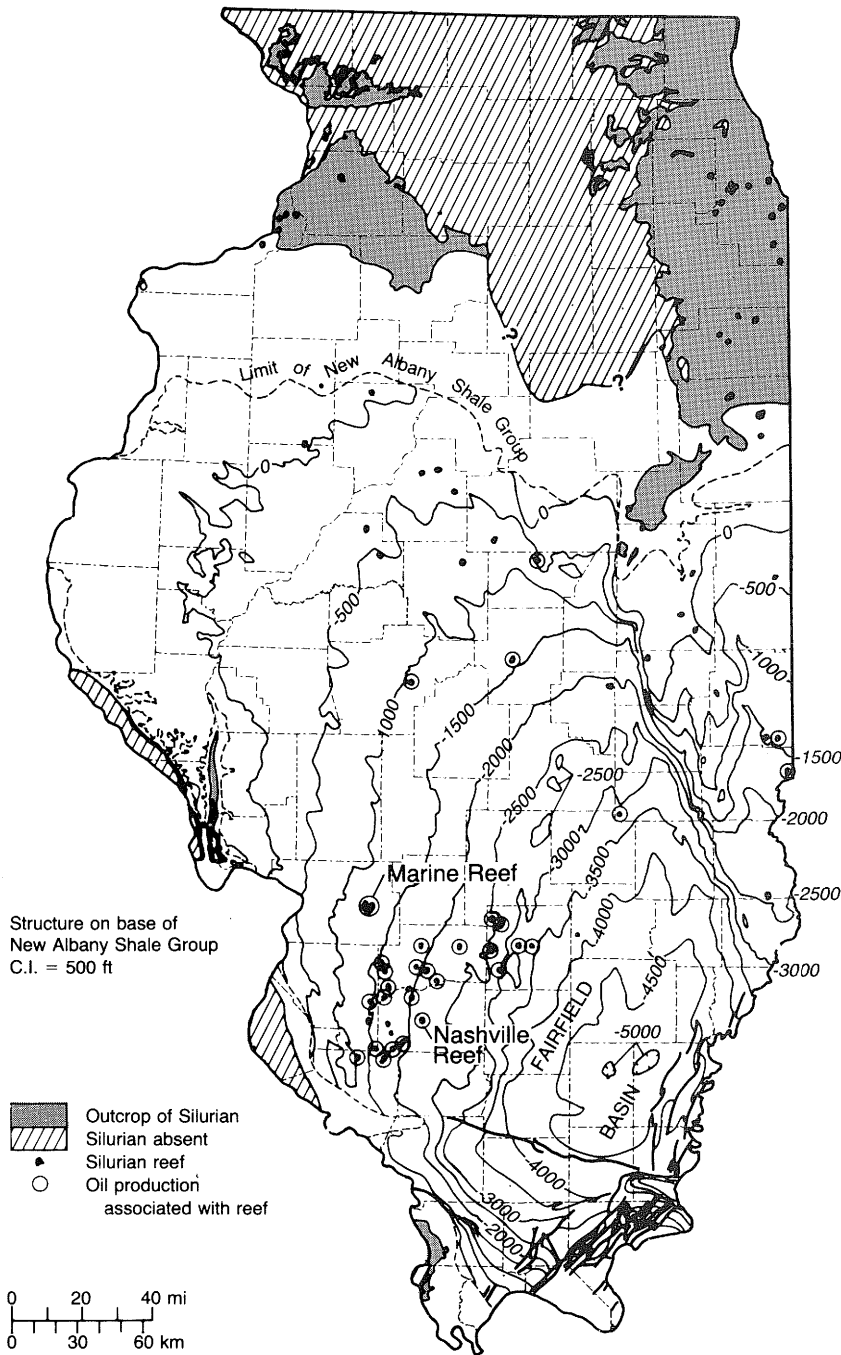 ?
?
Limit of New Albany Shale Group
0
0
0
-500
-500
1000
1000
-1500
-1500
-2000
-2000
-2500
-2500
-2500
-3000
-3000
-3500
-4000
-4500
-5000
Marine Reef
Structure on base of
New Albany Shale Group
C.I. = 500 ft
Nashville
Reef
FAIRFIELD
BASIN
-4000
-3000
-2000
Outcrop of Silurian
Silurian absent
Silurian reef
Oil production
associated with reef
0 20 40 mi
0 30 60 km